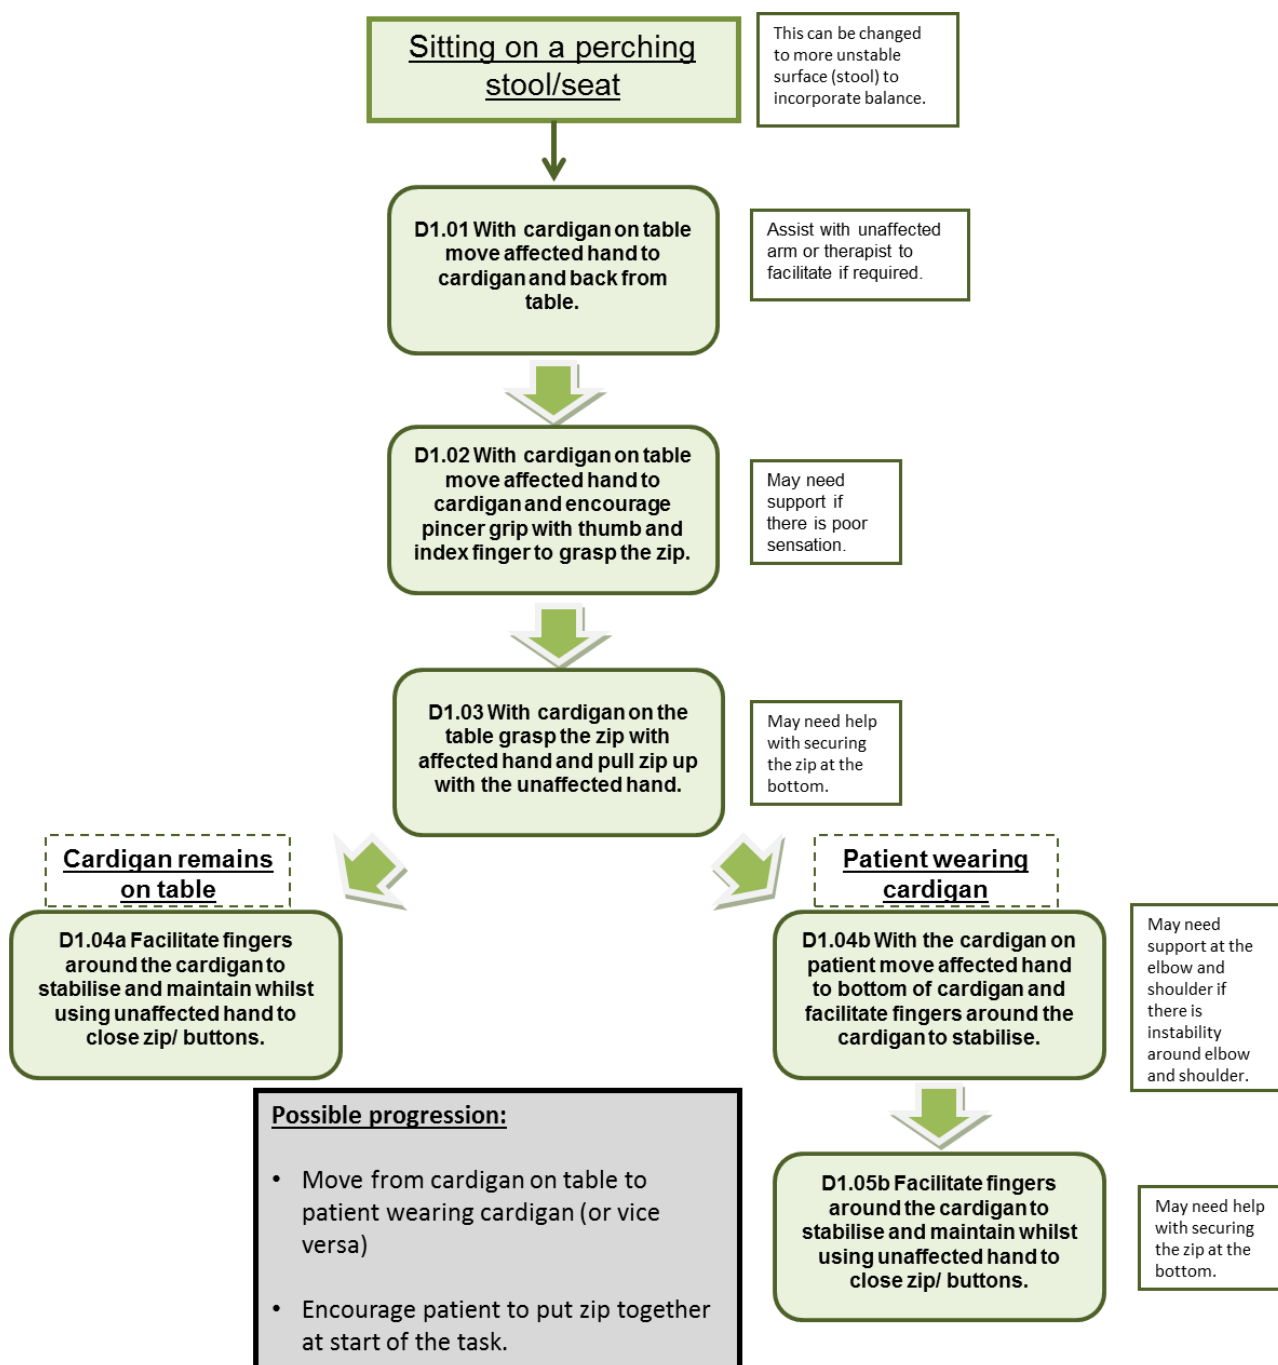 Sitting on a perching
stool/seat
This can be changed
to more unstable
surface (stool) to
incorporate balance.
D1.01 With cardigan on table
move affected hand to
cardigan and back from
table.
Assist with unaffected
arm or therapist to
facilitate if required.
D1.02 With cardigan on table
move affected hand to
cardigan and encourage
pincer grip with thumb and
index finger to grasp the zip.
May need
support if
there is poor
sensation.
D1.03 With cardigan on the
table grasp the zip with
affected hand and pull zip up
with the unaffected hand.
May need help
with securing
the zip at the
bottom.
Cardigan remains
on table
D1.04a Facilitate fingers
around the cardigan to
stabilise and maintain whilst
using unaffected hand to
close zip/ buttons.
Patient wearing
cardigan
D1.04b With the cardigan on
patient move affected hand
to bottom of cardigan and
facilitate fingers around the
cardigan to stabilise.
May need
support at the
elbow and
shoulder if
there is
instability
around elbow
and shoulder.
Possible progression:
• Move from cardigan on table to
patient wearing cardigan (or vice
versa)
• Encourage patient to put zip together
at start of the task.
D1.05b Facilitate fingers
around the cardigan to
stabilise and maintain whilst
using unaffected hand to
close zip/ buttons.
May need help
with securing
the zip at the
bottom.